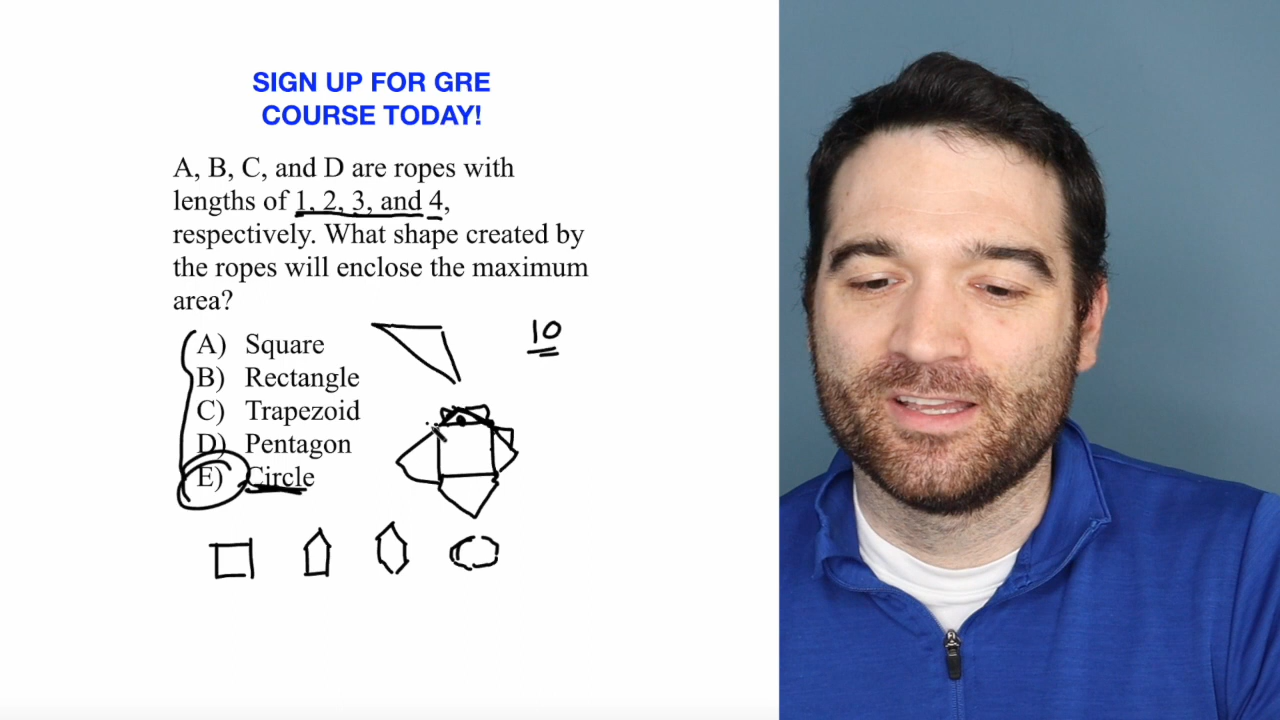 SIGN UP FOR GRE
COURSE TODAY!
A, B, C, and D are ropes with
lengths of 1, 2, 3, and 4,
respectively. What shape created by
the ropes will enclose the maximum
area?
A) Square
B) Rectangle
C) Trapezoid
D) Pentagon
E) Circle
10